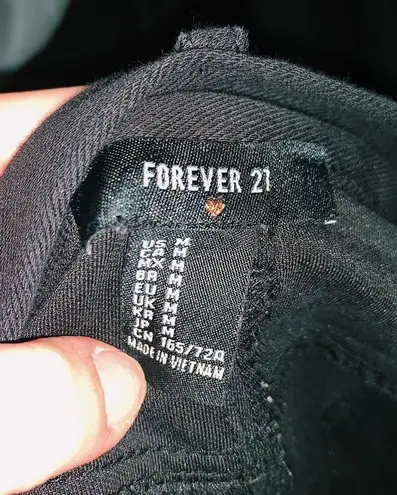 FOREVER 21
US M
CA M
MX M
BR M
EU M
UK M
KR M
JP M
CN 165/72A
MADE IN VIETNAM